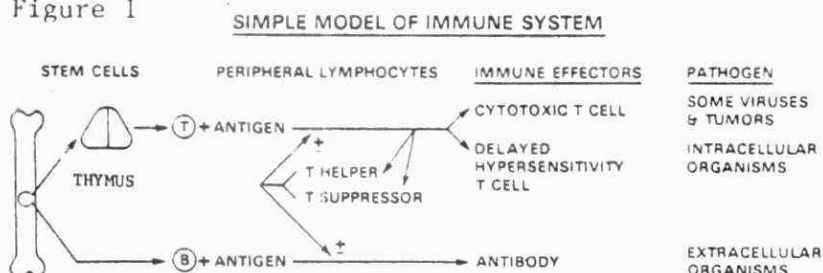 Figure 1
SIMPLE MODEL OF IMMUNE SYSTEM
STEM CELLS PERIPHERAL LYMPHOCYTES IMMUNE EFFECTORS PATHOGEN
THYMUS
T + ANTIGEN
±
T HELPER
T SUPPRESSOR
CYTOTOXIC T CELL
SOME VIRUSES
& TUMORS
DELAYED
HYPERSENSITIVITY
T CELL
INTRACELLULAR
ORGANISMS
±
B + ANTIGEN
ANTIBODY
EXTRACELLULAR
ORGANISMS